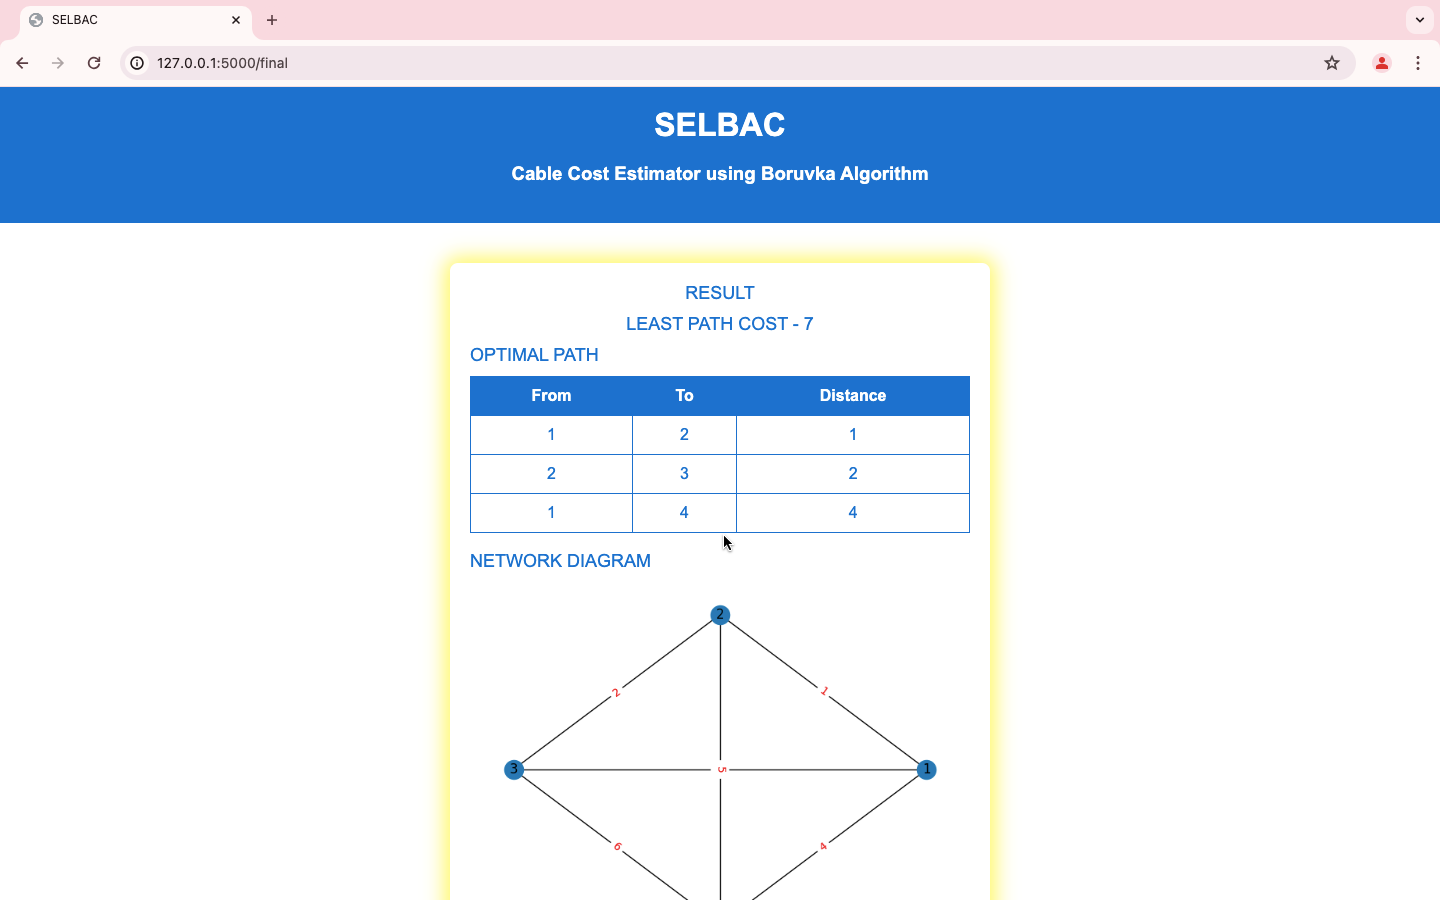 SELBAC
127.0.0.1:5000/final
SELBAC
Cable Cost Estimator using Boruvka Algorithm
RESULT
LEAST PATH COST - 7
OPTIMAL PATH
From To Distance
1 2 1
2 3 2
1 4 4
NETWORK DIAGRAM
2
2 1
3 5 1
6 4